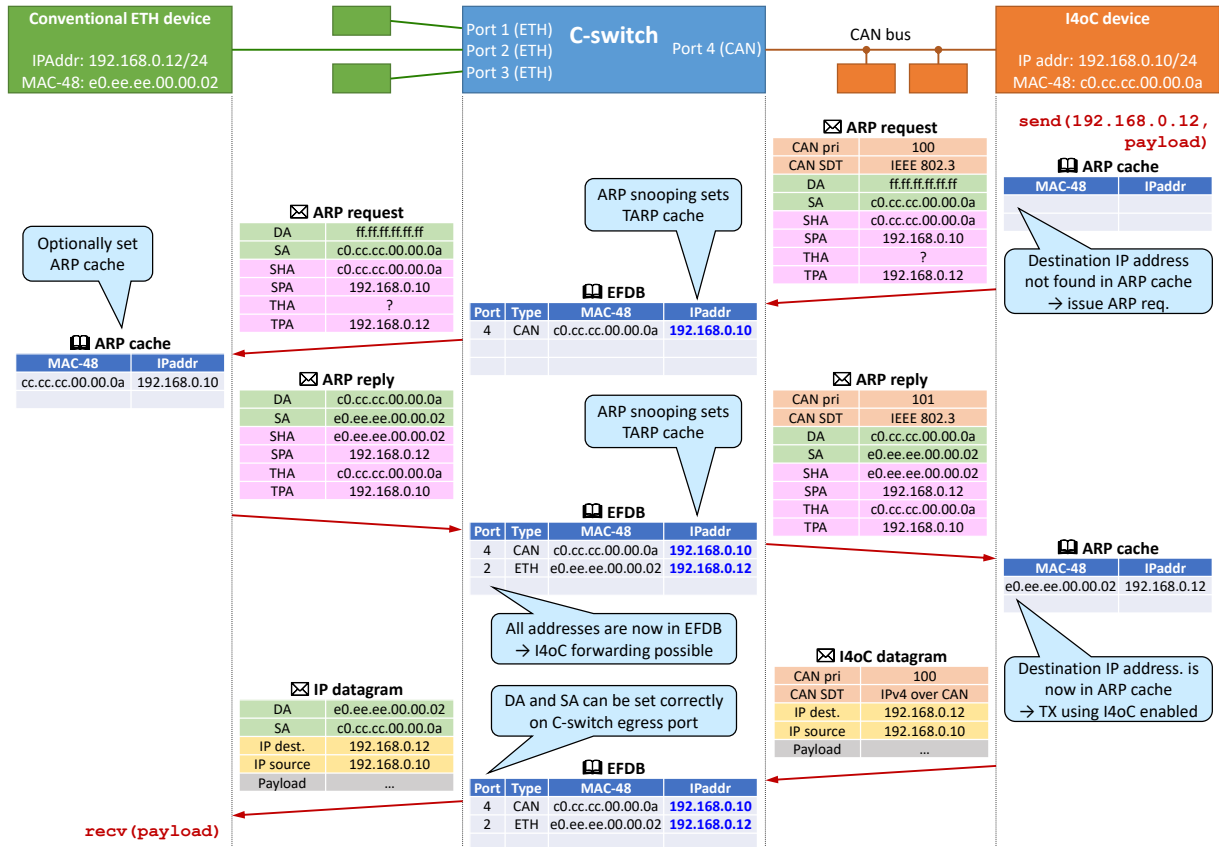 Conventional ETH device
IPAddr: 192.168.0.12/24
MAC-48: e0.ee.ee.00.00.02
Port 1 (ETH)
Port 2 (ETH)
Port 3 (ETH)
C-switch
Port 4 (CAN)
CAN bus
I4oC device
IP addr: 192.168.0.10/24
MAC-48: c0.cc.cc.00.00.0a
send(192.168.0.12,
payload)
ARP request
CAN pri 100
CAN SDT IEEE 802.3
DA ff.ff.ff.ff.ff.ff
SA c0.cc.cc.00.00.0a
SHA c0.cc.cc.00.00.0a
SPA 192.168.0.10
THA ?
TPA 192.168.0.12
ARP cache
MAC-48 IPaddr
Destination IP address
not found in ARP cache
→ issue ARP req.
ARP snooping sets
TARP cache
EFDB
Port Type MAC-48 IPaddr
4 CAN c0.cc.cc.00.00.0a 192.168.0.10
ARP request
DA ff.ff.ff.ff.ff.ff
SA c0.cc.cc.00.00.0a
SHA c0.cc.cc.00.00.0a
SPA 192.168.0.10
THA ?
TPA 192.168.0.12
Optionally set
ARP cache
ARP cache
MAC-48 IPaddr
cc.cc.cc.00.00.0a 192.168.0.10
ARP reply
DA c0.cc.cc.00.00.0a
SA e0.ee.ee.00.00.02
SHA e0.ee.ee.00.00.02
SPA 192.168.0.12
THA c0.cc.cc.00.00.0a
TPA 192.168.0.10
ARP snooping sets
TARP cache
EFDB
Port Type MAC-48 IPaddr
4 CAN c0.cc.cc.00.00.0a 192.168.0.10
2 ETH e0.ee.ee.00.00.02 192.168.0.12
All addresses are now in EFDB
→ I4oC forwarding possible
ARP reply
CAN pri 101
CAN SDT IEEE 802.3
DA c0.cc.cc.00.00.0a
SA e0.ee.ee.00.00.02
SHA e0.ee.ee.00.00.02
SPA 192.168.0.12
THA c0.cc.cc.00.00.0a
TPA 192.168.0.10
ARP cache
MAC-48 IPaddr
e0.ee.ee.00.00.02 192.168.0.12
Destination IP address. is
now in ARP cache
→ TX using I4oC enabled
I4oC datagram
CAN pri 100
CAN SDT IPv4 over CAN
IP dest. 192.168.0.12
IP source 192.168.0.10
Payload ...
DA and SA can be set correctly
on C-switch egress port
EFDB
Port Type MAC-48 IPaddr
4 CAN c0.cc.cc.00.00.0a 192.168.0.10
2 ETH e0.ee.ee.00.00.02 192.168.0.12
IP datagram
DA e0.ee.ee.00.00.02
SA c0.cc.cc.00.00.0a
IP dest. 192.168.0.12
IP source 192.168.0.10
Payload ...
recv(payload)